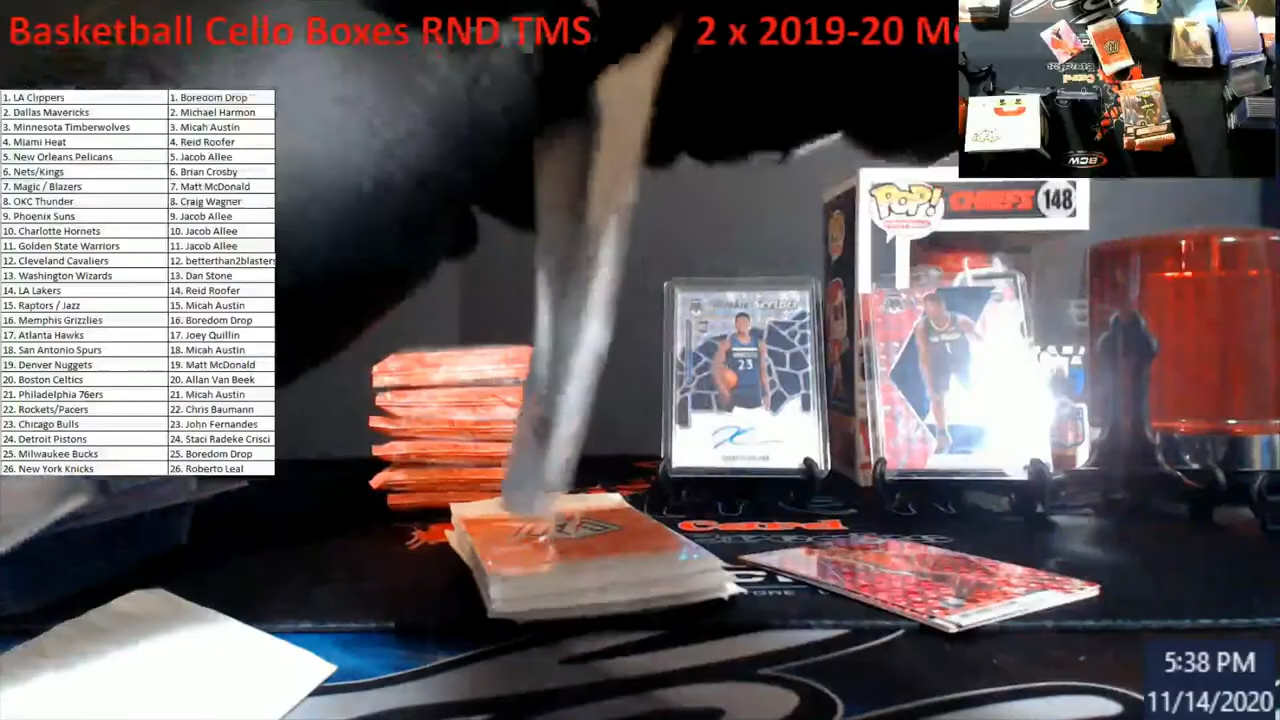 Basketball Cello Boxes RND TMS 2 x 2019-20 M
1. LA Clippers 1. Boredom Drop
2. Dallas Mavericks 2. Michael Harmon
3. Minnesota Timberwolves 3. Micah Austin
4. Miami Heat 4. Reid Roofer
5. New Orleans Pelicans 5. Jacob Allee
6. Nets/Kings 6. Brian Crosby
7. Magic / Blazers 7. Matt McDonald
8. OKC Thunder 8. Craig Wagner
9. Phoenix Suns 9. Jacob Allee
10. Charlotte Hornets 10. Jacob Allee
11. Golden State Warriors 11. Jacob Allee
12. Cleveland Cavaliers 12. betterthan2blasters
13. Washington Wizards 13. Dan Stone
14. LA Lakers 14. Reid Roofer
15. Raptors / Jazz 15. Micah Austin
16. Memphis Grizzlies 16. Boredom Drop
17. Atlanta Hawks 17. Joey Quillin
18. San Antonio Spurs 18. Micah Austin
19. Denver Nuggets 19. Matt McDonald
20. Boston Celtics 20. Allan Van Beek
21. Philadelphia 76ers 21. Micah Austin
22. Rockets/Pacers 22. Chris Baumann
23. Chicago Bulls 23. John Fernandes
24. Detroit Pistons 24. Staci Radeke Crisci
25. Milwaukee Bucks 25. Boredom Drop
26. New York Knicks 26. Roberto Leal
BCW
POP! CHIEFS 148
23
Card
5:38 PM
11/14/2020